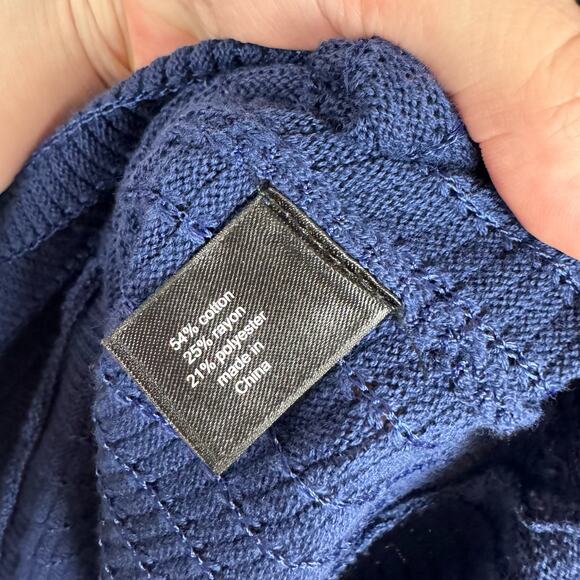 54% cotton
25% rayon
21% polyester
made in
China